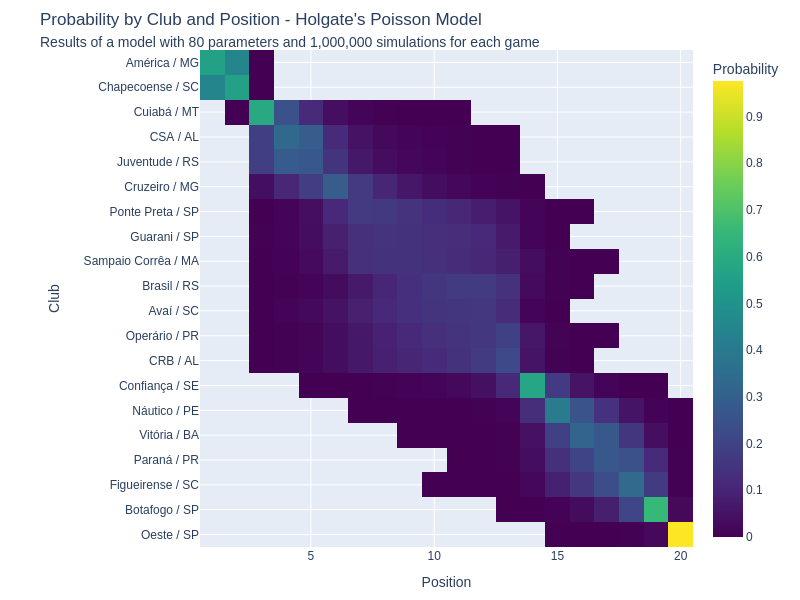 Probability by Club and Position - Holgate's Poisson Model
Results of a model with 80 parameters and 1,000,000 simulations for each game
Probability
América / MG
Chapecoense / SC
Cuiabá / MT
CSA / AL
Juventude / RS
Cruzeiro / MG
Ponte Preta / SP
Guarani / SP
Sampaio Corrêa / MA
Brasil / RS
Avaí / SC
Operário / PR
CRB / AL
Confiança / SE
Náutico / PE
Vitória / BA
Paraná / PR
Figueirense / SC
Botafogo / SP
Oeste / SP
Club
0.9
0.8
0.7
0.6
0.5
0.4
0.3
0.2
0.1
0
5
10
15
20
Position